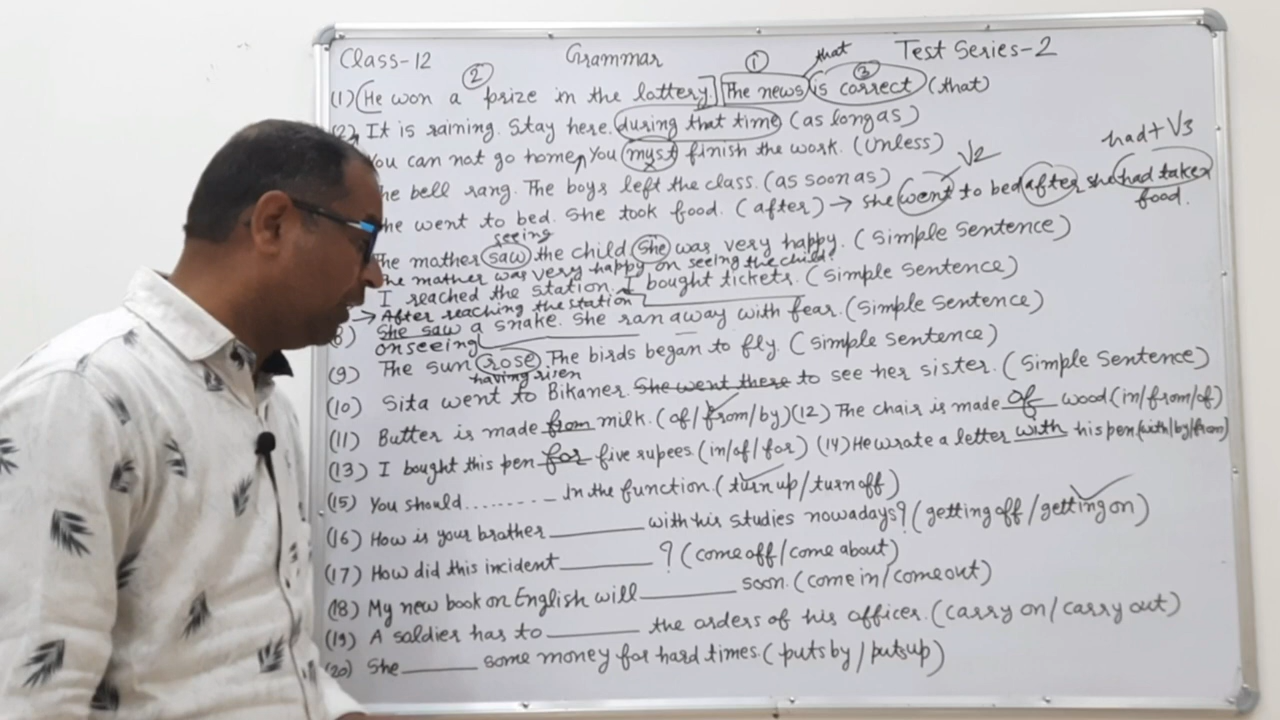 Class-12 Grammar Test Series-2
② ① that ③
(1) He won a prize in the lottery. The news is correct (that)
(2) It is raining. Stay here. during that time (as long as)
You can not go home, You must finish the work. (Unless)
had + V3
he bell rang. The boys left the class. (as soon as) V2
he went to bed. She took food. (after) → She went to bed after she had taken food.
seeing
The mother saw the child. She was very happy. (Simple Sentence)
he mother was very happy on seeing the child.
I reached the station. I bought tickets. (Simple Sentence)
→ After reaching the station
(8) She saw a snake. She ran away with fear. (Simple Sentence)
on seeing
(9) The sun rose. The birds began to fly. (Simple Sentence)
having risen
(10) Sita went to Bikaner. She went there to see her sister. (Simple Sentence)
(11) Butter is made from milk. (of/from/by) (12) The chair is made of wood (in/from/of)
(13) I bought this pen for five rupees. (in/of/for) (14) He wrote a letter with his pen (with/by/from)
(15) You should........__ in the function. (turn up/turn off)
(16) How is your brother ______ with his studies nowadays? (getting off/getting on)
(17) How did this incident ______ ? (come off/come about)
(18) My new book on English will ______ soon. (come in/come out)
(19) A soldier has to ______ the orders of his officer. (carry on/carry out)
(20) She ______ some money for hard times. (puts by/puts up)